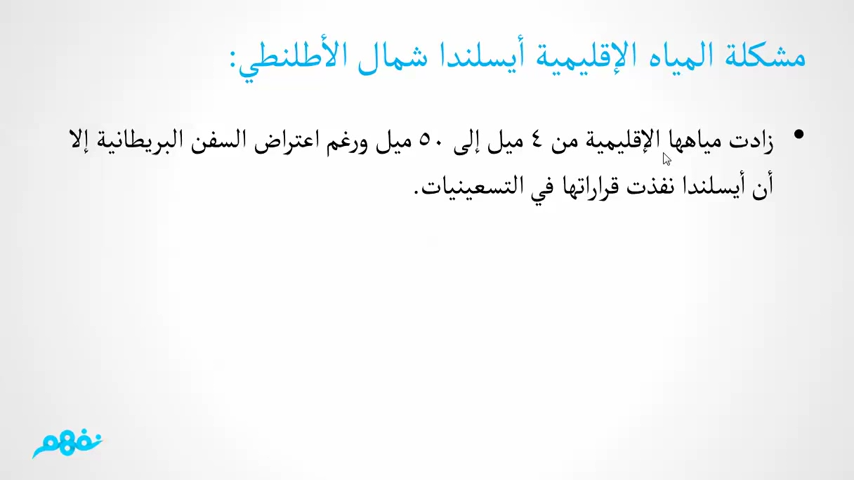 مشكلة المياه الإقليمية أيسلندا شمال الأطلنطي:
• زادت مياهها الإقليمية من ٤ ميل إلى ٥٠ ميل ورغم اعتراض السفن البريطانية إلا
أن أيسلندا نفذت قراراتها في التسعينيات.
نفهم